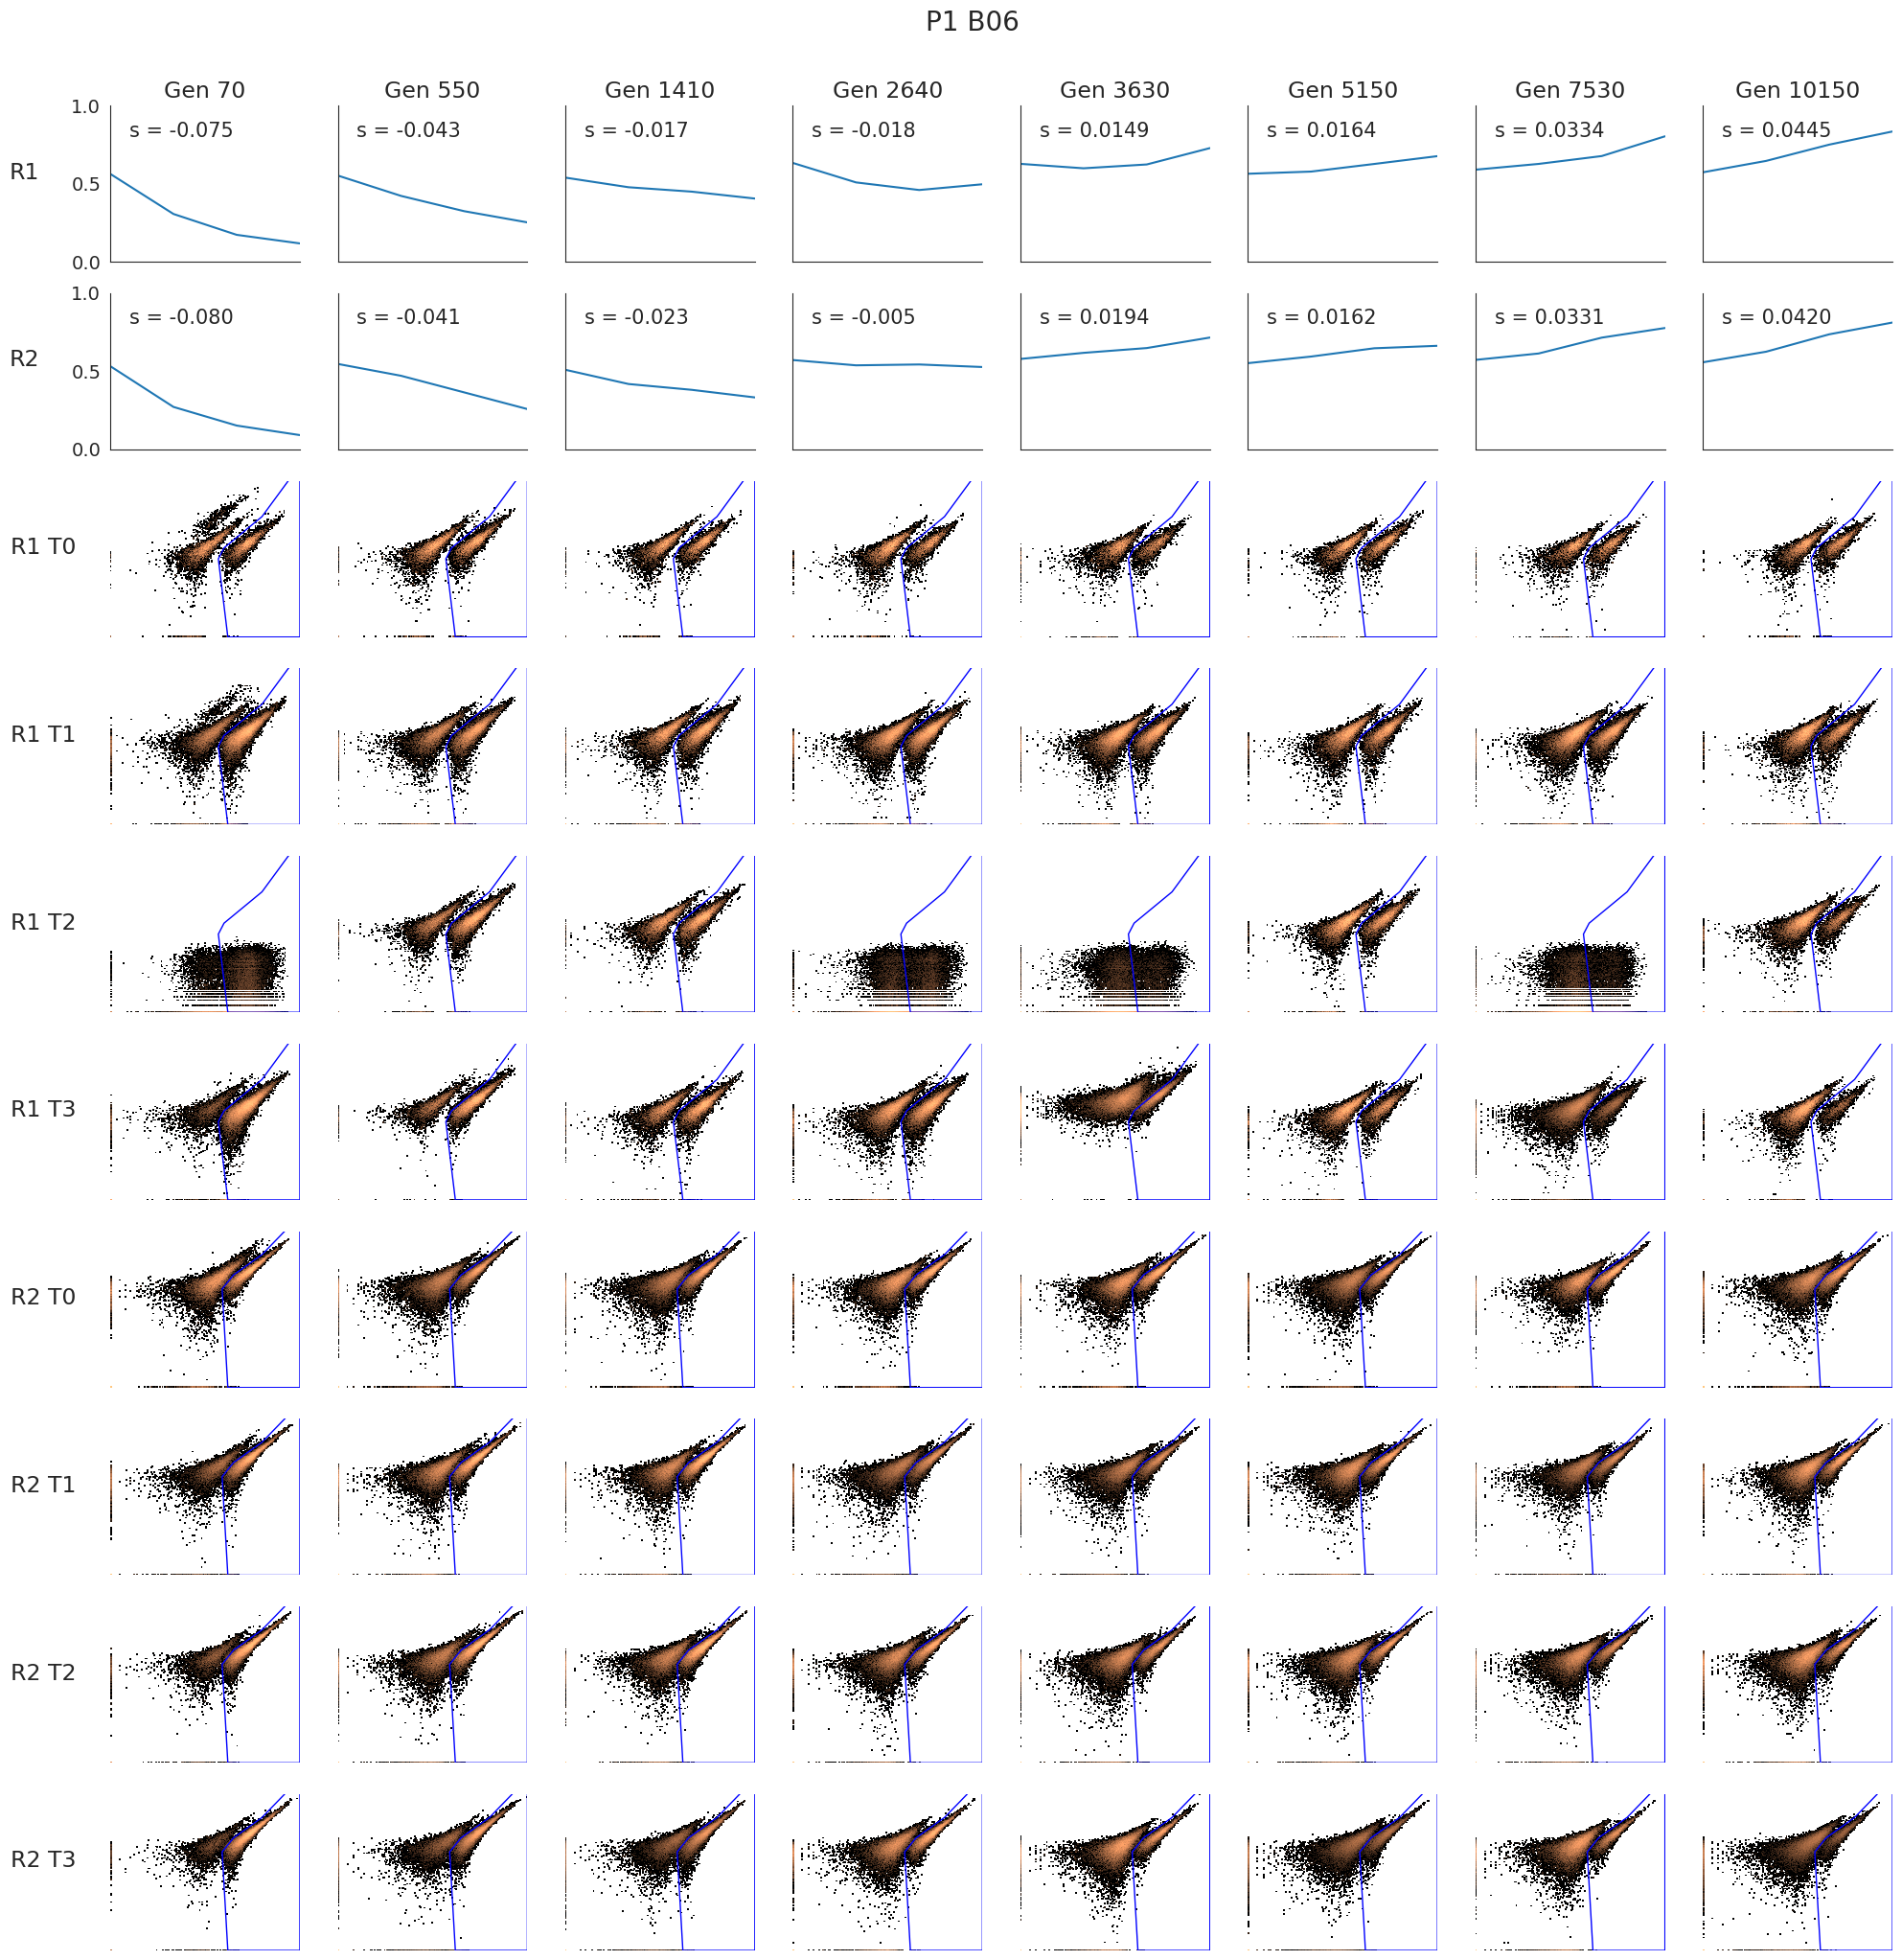 P1 B06
Gen 70 Gen 550 Gen 1410 Gen 2640 Gen 3630 Gen 5150 Gen 7530 Gen 10150
R1
1.0
0.5
0.0
s = -0.075 s = -0.043 s = -0.017 s = -0.018 s = 0.0149 s = 0.0164 s = 0.0334 s = 0.0445
R2
1.0
0.5
0.0
s = -0.080 s = -0.041 s = -0.023 s = -0.005 s = 0.0194 s = 0.0162 s = 0.0331 s = 0.0420
R1 T0
R1 T1
R1 T2
R1 T3
R2 T0
R2 T1
R2 T2
R2 T3